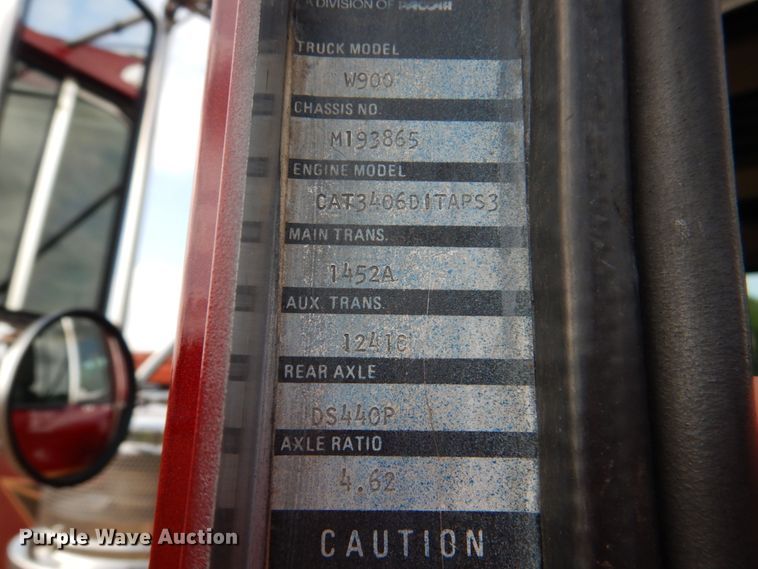 A DIVISION OF PACCAR
TRUCK MODEL
W900
CHASSIS NO.
M193865
ENGINE MODEL
CAT3406DITAPS3
MAIN TRANS.
1452A
AUX. TRANS.
1241C
REAR AXLE
DS440P
AXLE RATIO
4.62
CAUTION
Purple Wave Auction